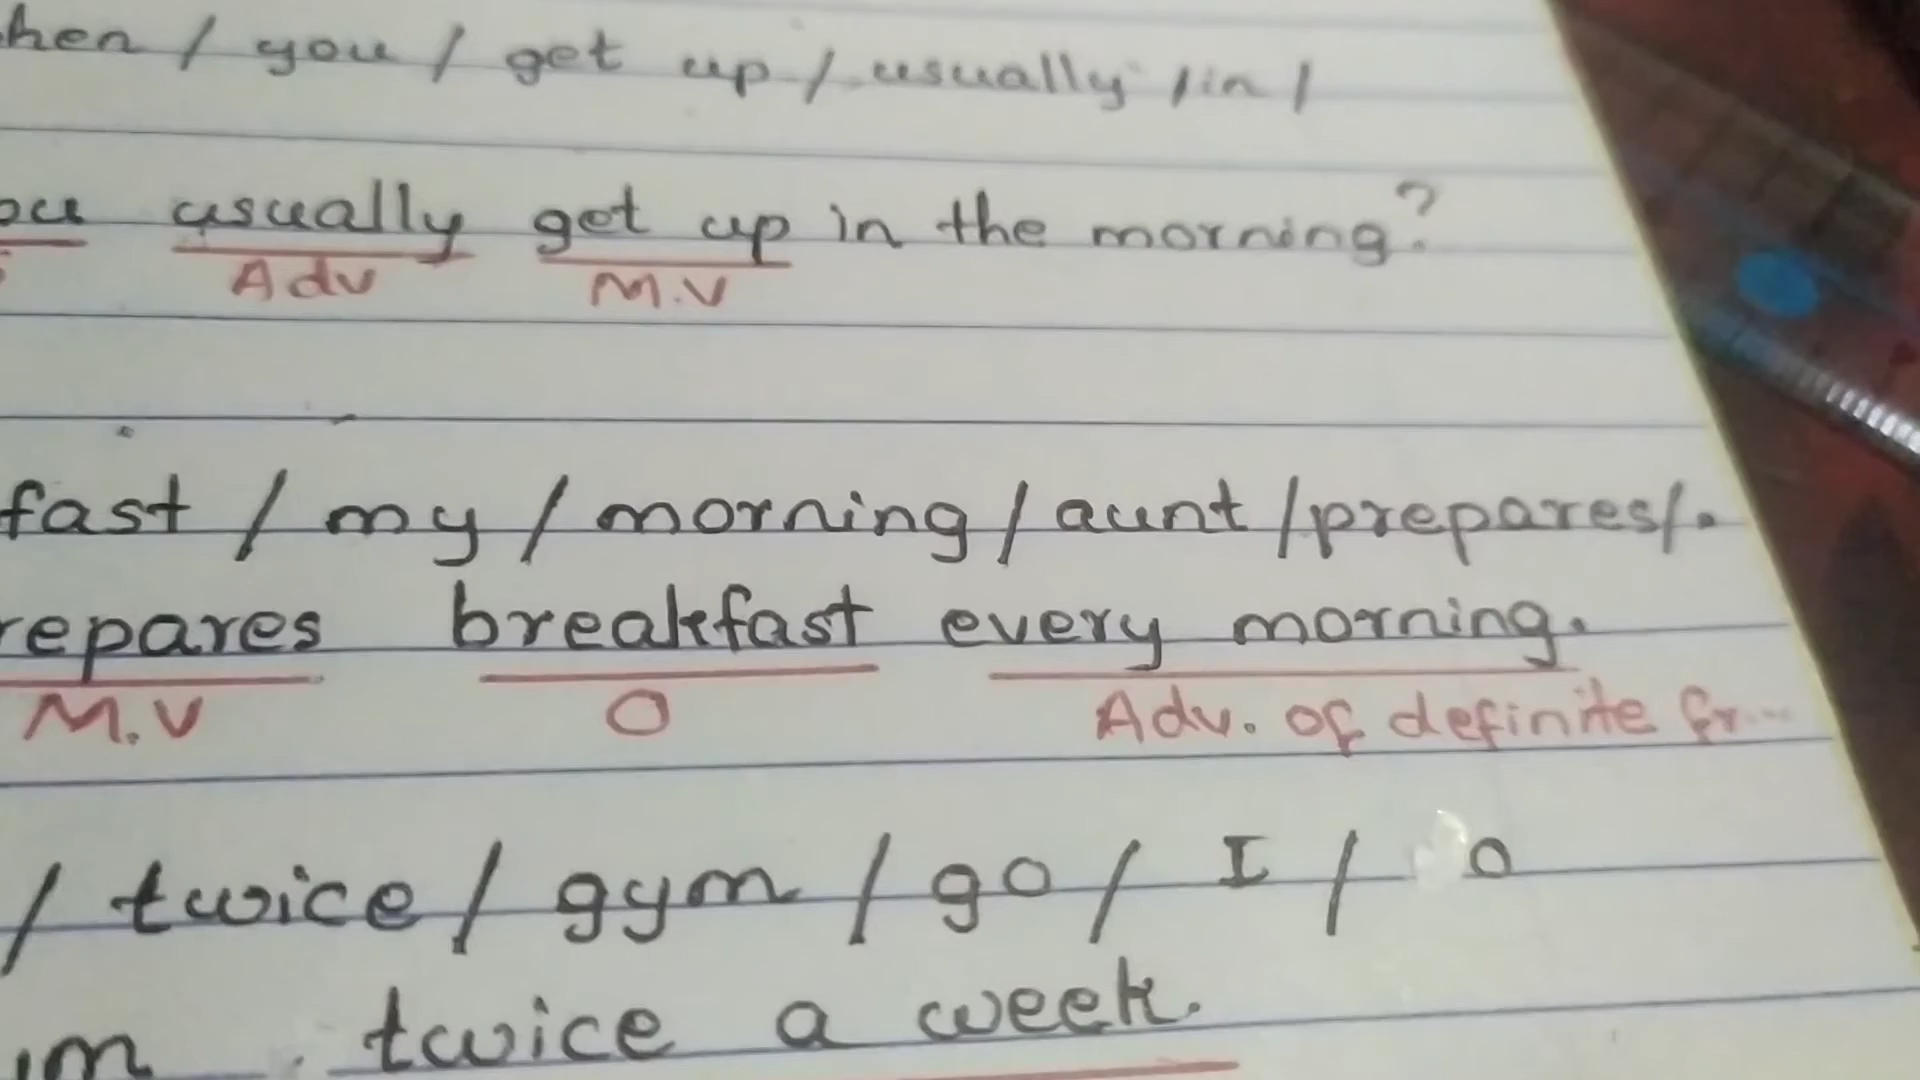 hen / you / get up / usually / in /
ou usually get up in the morning?
Adv M.V
fast / my / morning / aunt / prepares / .
repares breakfast every morning.
M.V O Adv. of definite fr...
/ twice / gym / go / I /
twice a week.